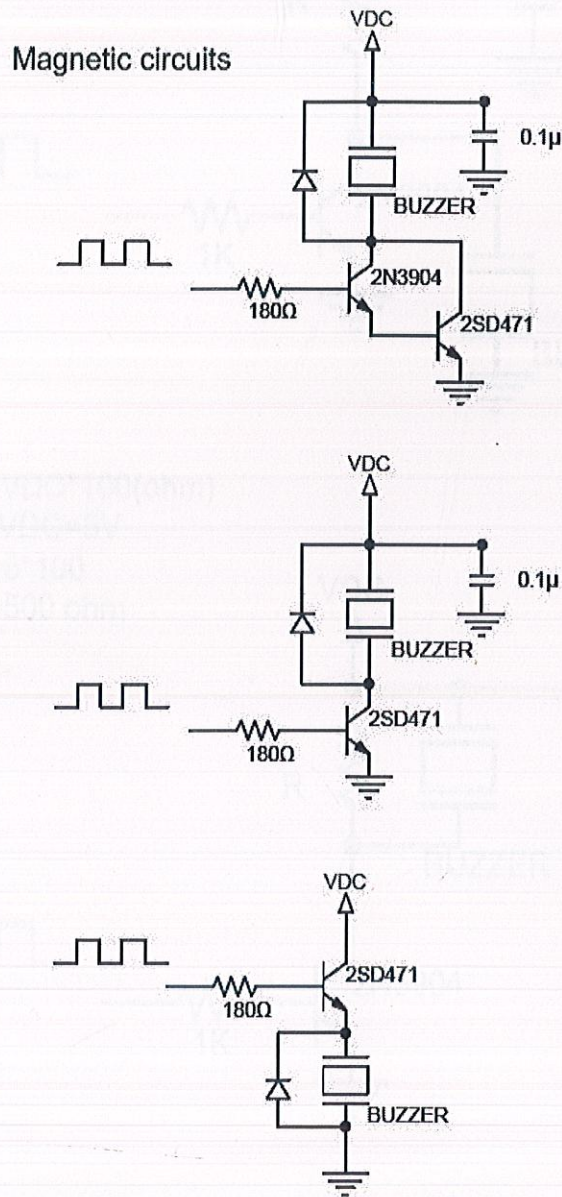 Magnetic circuits
VDC
0.1µ
BUZZER
2N3904
180Ω
2SD471
VDC
0.1µ
BUZZER
2SD471
180Ω
VDC
2SD471
180Ω
BUZZER